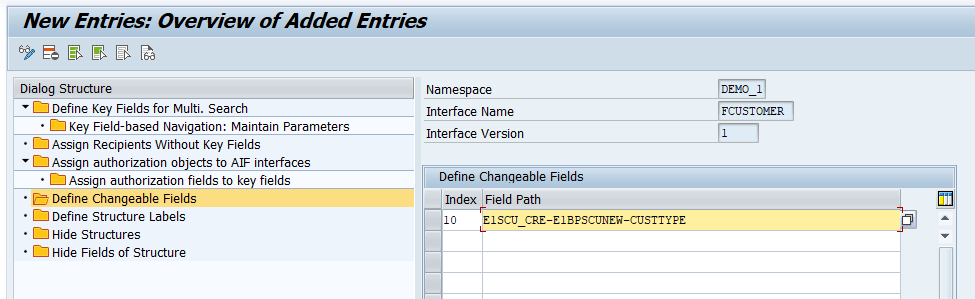 New Entries: Overview of Added Entries
Dialog Structure
Define Key Fields for Multi. Search
Key Field-based Navigation: Maintain Parameters
Assign Recipients Without Key Fields
Assign authorization objects to AIF interfaces
Assign authorization fields to key fields
Define Changeable Fields
Define Structure Labels
Hide Structures
Hide Fields of Structure
Namespace DEMO_1
Interface Name FCUSTOMER
Interface Version 1
Define Changeable Fields
Index Field Path
10 E1SCU_CRE-E1BPSCUNEW-CUSTTYPE